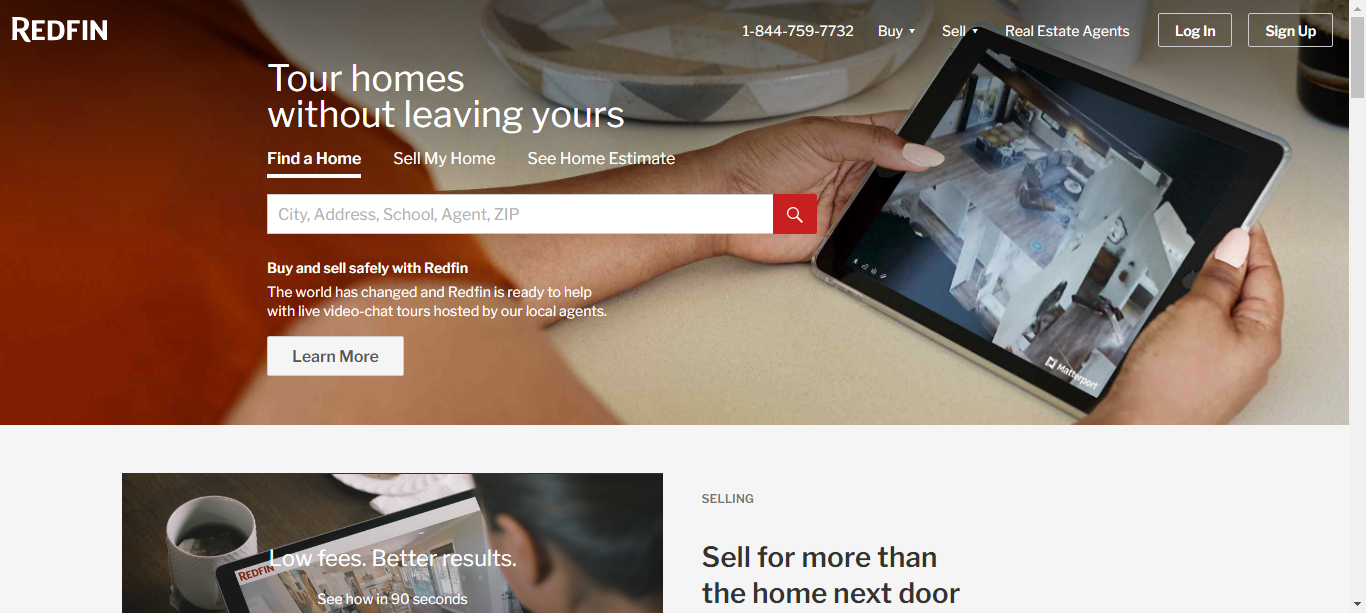 REDFIN
1-844-759-7732 Buy Sell Real Estate Agents Log In Sign Up
Tour homes
without leaving yours
Find a Home Sell My Home See Home Estimate
City, Address, School, Agent, ZIP
Buy and sell safely with Redfin
The world has changed and Redfin is ready to help
with live video-chat tours hosted by our local agents.
Learn More
Matterport
SELLING
Sell for more than
the home next door
Low fees. Better results.
REDFIN
See how in 90 seconds